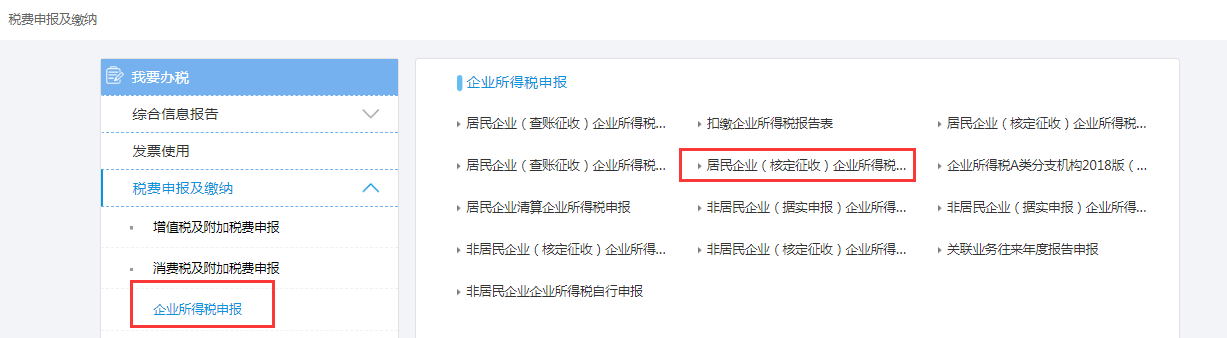 税费申报及缴纳
我要办税
综合信息报告
发票使用
税费申报及缴纳
增值税及附加税费申报
消费税及附加税费申报
企业所得税申报
企业所得税申报
居民企业（查账征收）企业所得税...
扣缴企业所得税报告表
居民企业（核定征收）企业所得税...
居民企业（查账征收）企业所得税...
居民企业（核定征收）企业所得税...
企业所得税A类分支机构2018版（...
居民企业清算企业所得税申报
非居民企业（据实申报）企业所得...
非居民企业（据实申报）企业所得...
非居民企业（核定征收）企业所得...
非居民企业（核定征收）企业所得...
关联业务往来年度报告申报
非居民企业企业所得税自行申报